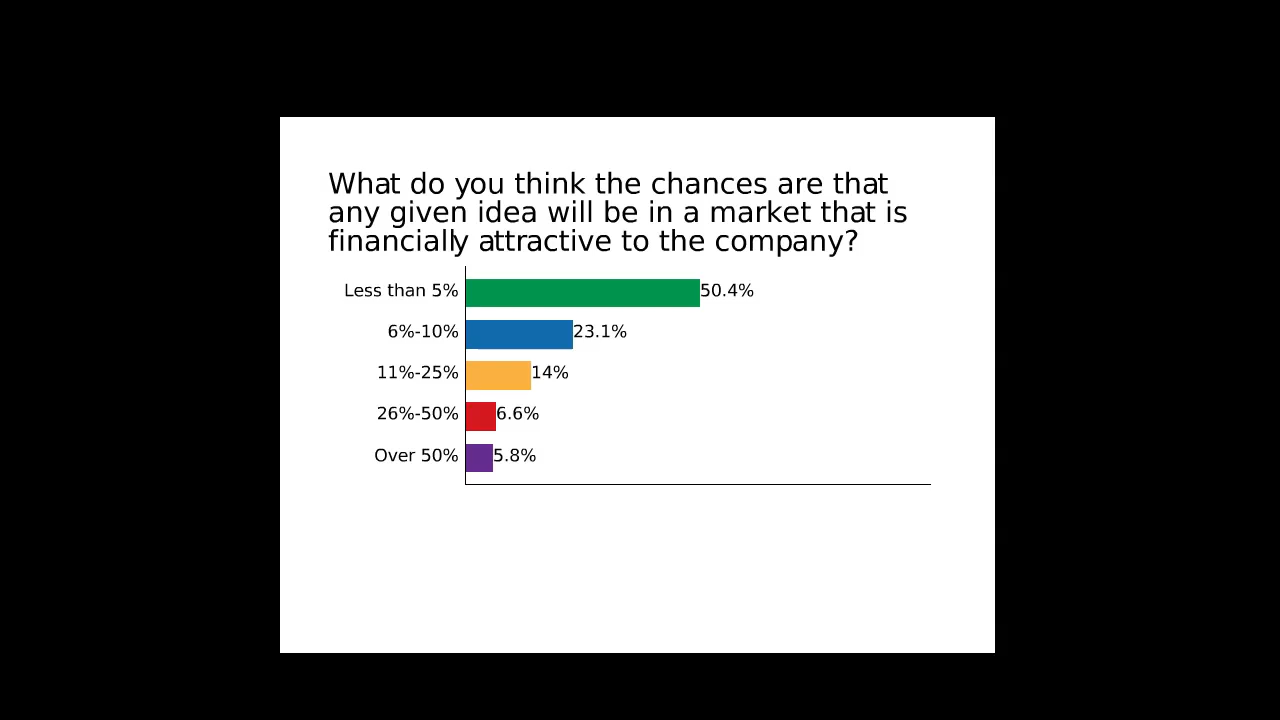 What do you think the chances are that
any given idea will be in a market that is
financially attractive to the company?
Less than 5% 50.4%
6%-10% 23.1%
11%-25% 14%
26%-50% 6.6%
Over 50% 5.8%